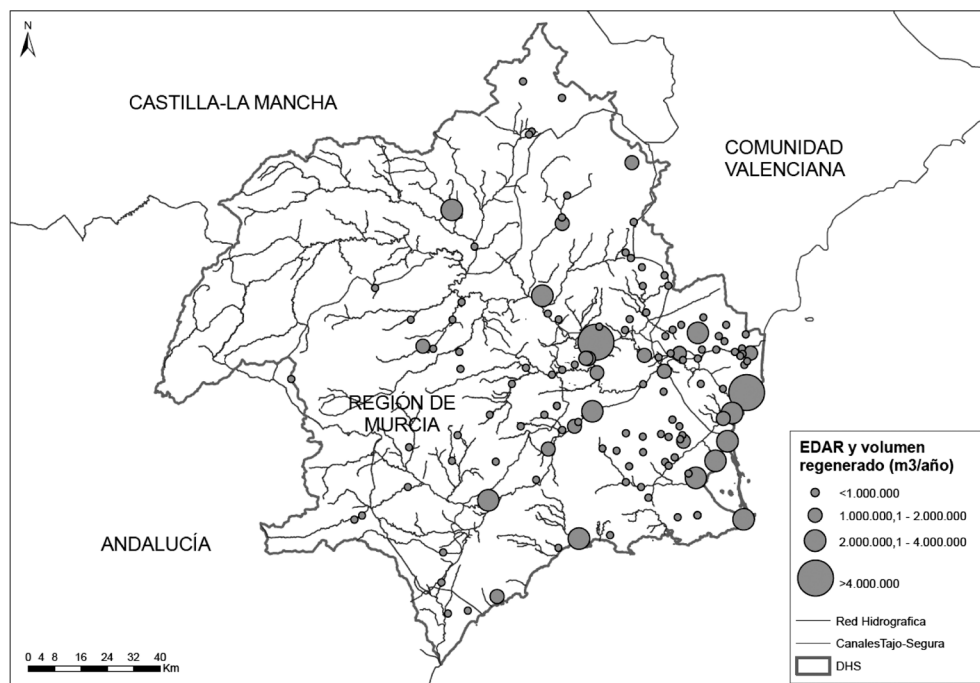 N
CASTILLA-LA MANCHA
COMUNIDAD
VALENCIANA
REGIÓN DE
MURCIA
ANDALUCÍA
EDAR y volumen
regenerado (m3/año)
<1.000.000
1.000.000,1 - 2.000.000
2.000.000,1 - 4.000.000
>4.000.000
Red Hidrografica
CanalesTajo-Segura
DHS
0 4 8 16 24 32 40
Km